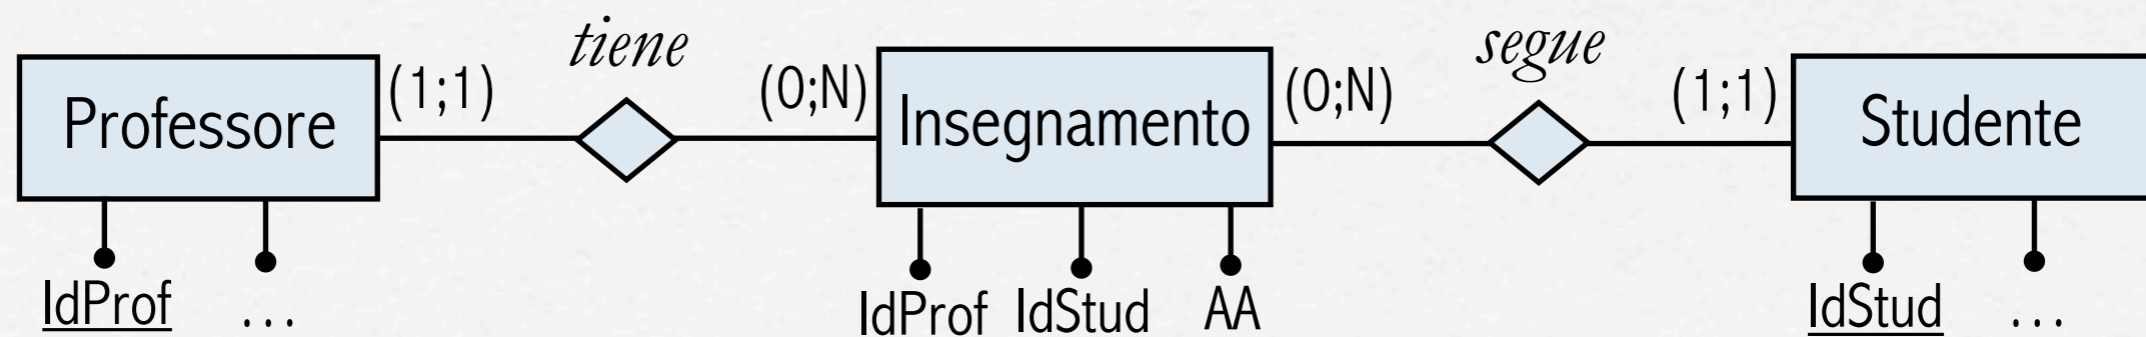 tiene segue
Professore (1;1) (0;N) Insegnamento (0;N) (1;1) Studente
IdProf ... IdProf IdStud AA IdStud ...